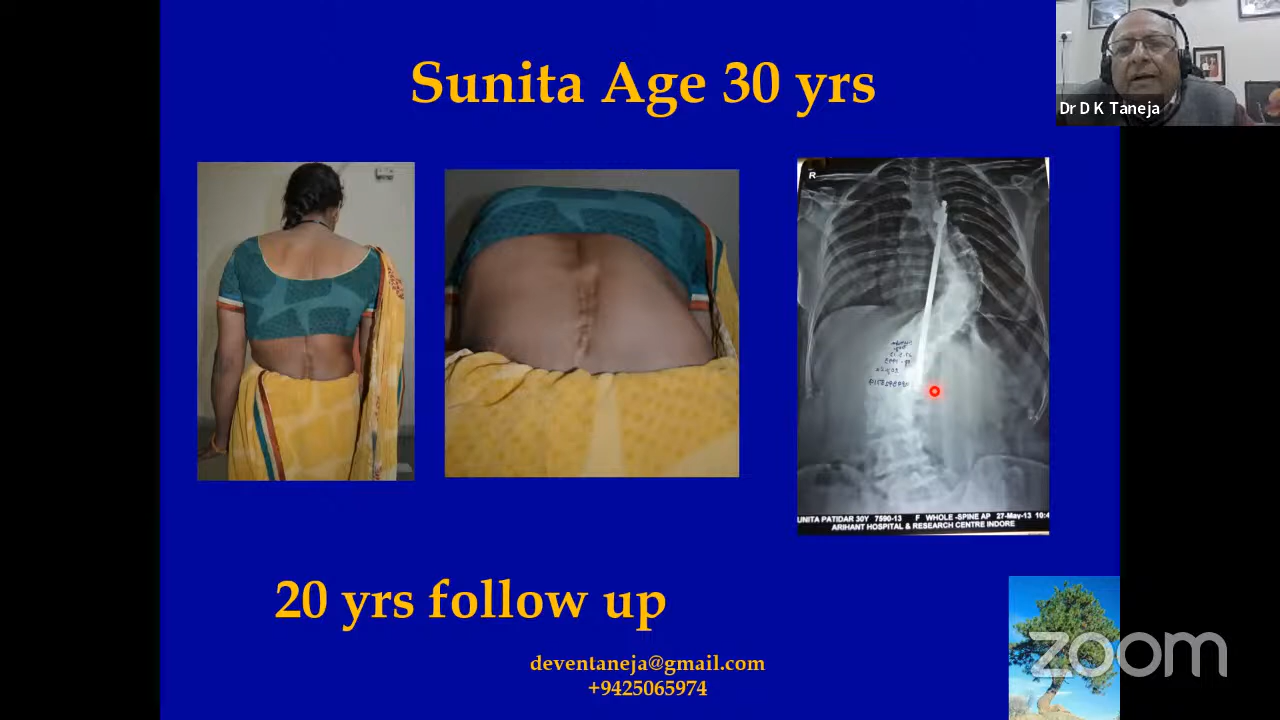 Sunita Age 30 yrs
Dr D K Taneja
R
UNITA PATIDAR 30Y 7590-13 F WHOLE -SPINE AP 27-May-13 10:4
ARIHANT HOSPITAL & RESEARCH CENTRE INDORE
20 yrs follow up
deventaneja@gmail.com
+9425065974
zoom